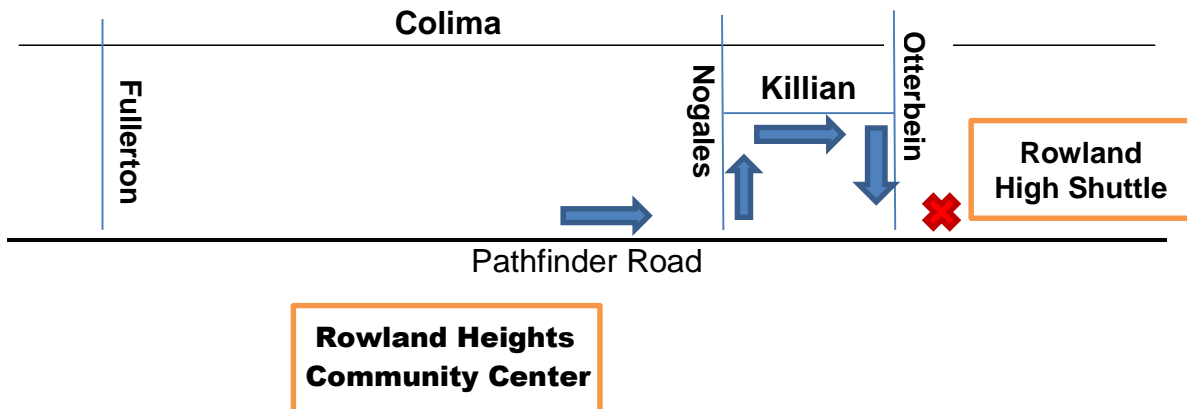 Colima
Otterbein
Fullerton
Nogales
Killian
Rowland
High Shuttle
Pathfinder Road
Rowland Heights
Community Center